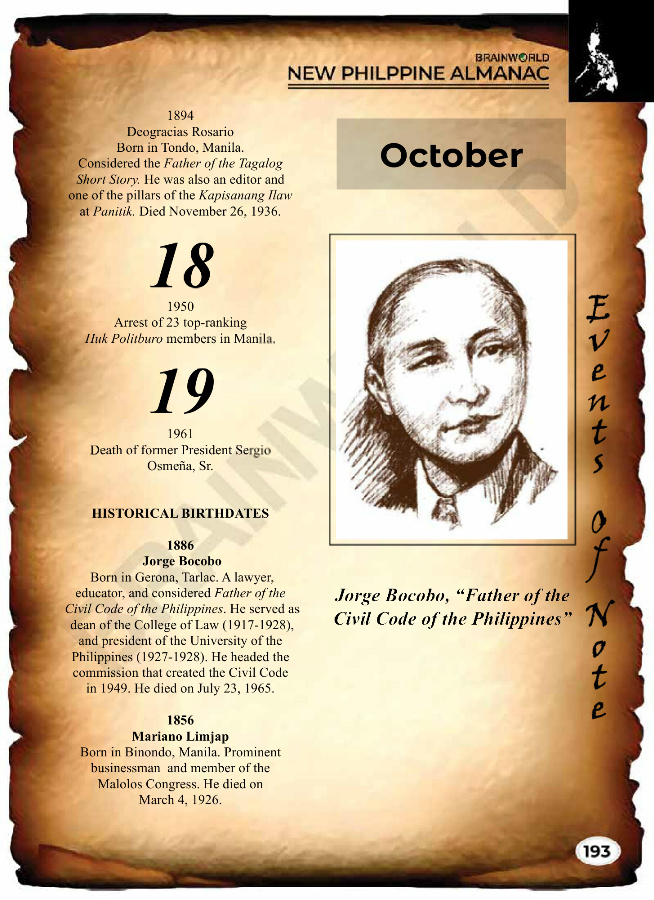 BRAINWORLD
NEW PHILPPINE ALMANAC
1894
Deogracias Rosario
Born in Tondo, Manila.
Considered the Father of the Tagalog
Short Story. He was also an editor and
one of the pillars of the Kapisanang Ilaw
at Panitik. Died November 26, 1936.
18
1950
Arrest of 23 top-ranking
Huk Politburo members in Manila.
19
1961
Death of former President Sergio
Osmeña, Sr.
HISTORICAL BIRTHDATES
1886
Jorge Bocobo
Born in Gerona, Tarlac. A lawyer,
educator, and considered Father of the
Civil Code of the Philippines. He served as
dean of the College of Law (1917-1928),
and president of the University of the
Philippines (1927-1928). He headed the
commission that created the Civil Code
in 1949. He died on July 23, 1965.
1856
Mariano Limjap
Born in Binondo, Manila. Prominent
businessman and member of the
Malolos Congress. He died on
March 4, 1926.
October
Jorge Bocobo, “Father of the
Civil Code of the Philippines”
Events of Note
193
BRAINWORLD